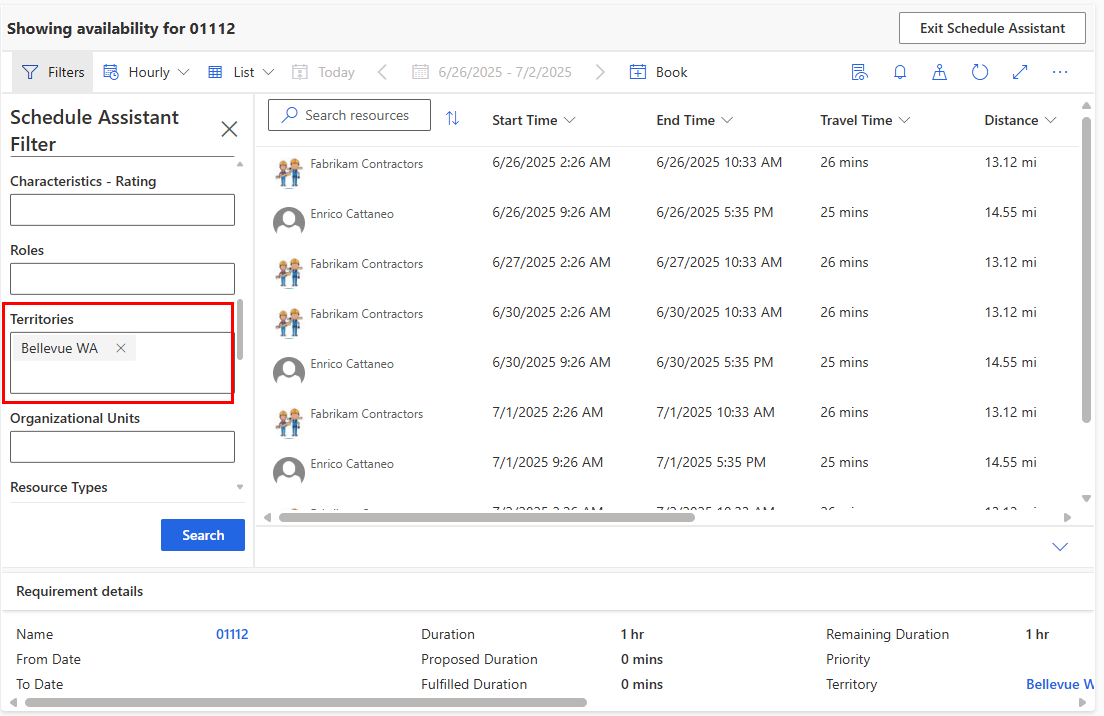 Showing availability for 01112
Exit Schedule Assistant
Filters Hourly List Today 6/26/2025 - 7/2/2025 Book
Schedule Assistant
Filter
Characteristics - Rating
Roles
Territories
Bellevue WA
Organizational Units
Resource Types
Search
Search resources Start Time End Time Travel Time Distance
Fabrikam Contractors 6/26/2025 2:26 AM 6/26/2025 10:33 AM 26 mins 13.12 mi
Enrico Cattaneo 6/26/2025 9:26 AM 6/26/2025 5:35 PM 25 mins 14.55 mi
Fabrikam Contractors 6/27/2025 2:26 AM 6/27/2025 10:33 AM 26 mins 13.12 mi
Fabrikam Contractors 6/30/2025 2:26 AM 6/30/2025 10:33 AM 26 mins 13.12 mi
Enrico Cattaneo 6/30/2025 9:26 AM 6/30/2025 5:35 PM 25 mins 14.55 mi
Fabrikam Contractors 7/1/2025 2:26 AM 7/1/2025 10:33 AM 26 mins 13.12 mi
Enrico Cattaneo 7/1/2025 9:26 AM 7/1/2025 5:35 PM 25 mins 14.55 mi
Requirement details
Name 01112 Duration 1 hr Remaining Duration 1 hr
From Date Proposed Duration 0 mins Priority
To Date Fulfilled Duration 0 mins Territory Bellevue W